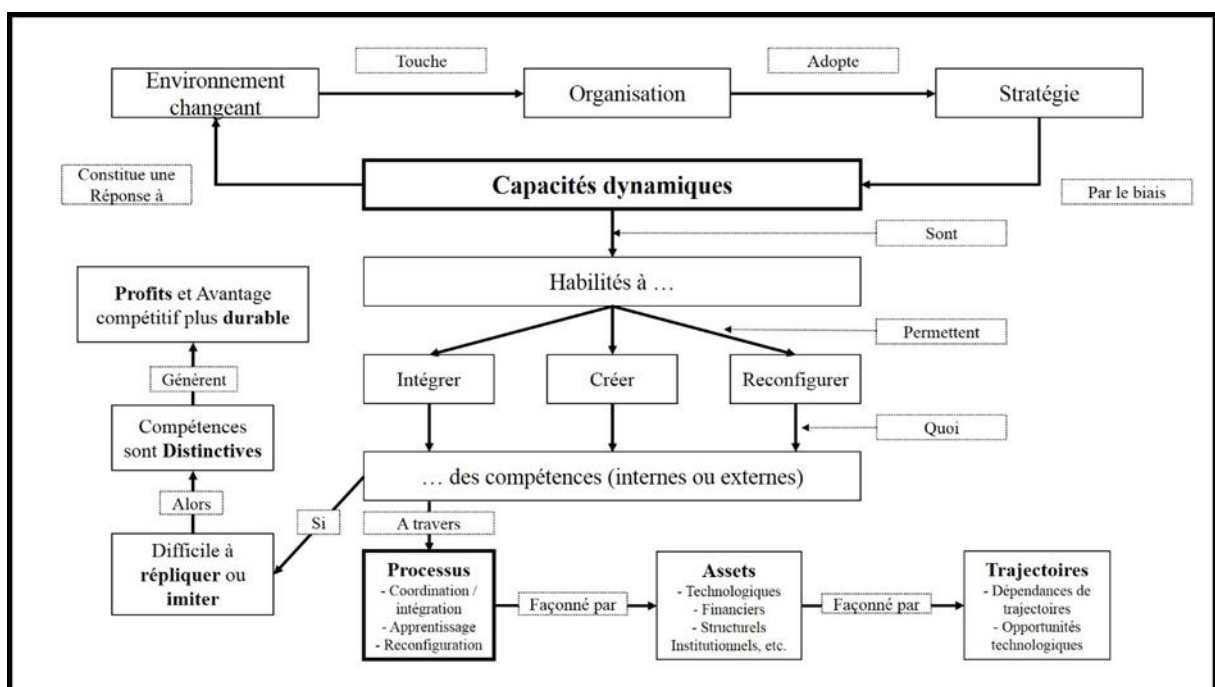 Touche
Adopte
Environnement
changeant
Organisation
Stratégie
Constitue une
Réponse à
Capacités dynamiques
Par le biais
Sont
Habilités à …
Profits et Avantage
compétitif plus durable
Permettent
Génèrent
Intégrer
Créer
Reconfigurer
Compétences
sont Distinctives
Quoi
… des compétences (internes ou externes)
Alors
Si
A travers
Difficile à
répliquer ou
imiter
Processus
- Coordination /
intégration
- Apprentissage
- Reconfiguration
Façonné par
Assets
- Technologiques
- Financiers
- Structurels
Institutionnels, etc.
Façonné par
Trajectoires
- Dépendances de
trajectoires
- Opportunités
technologiques